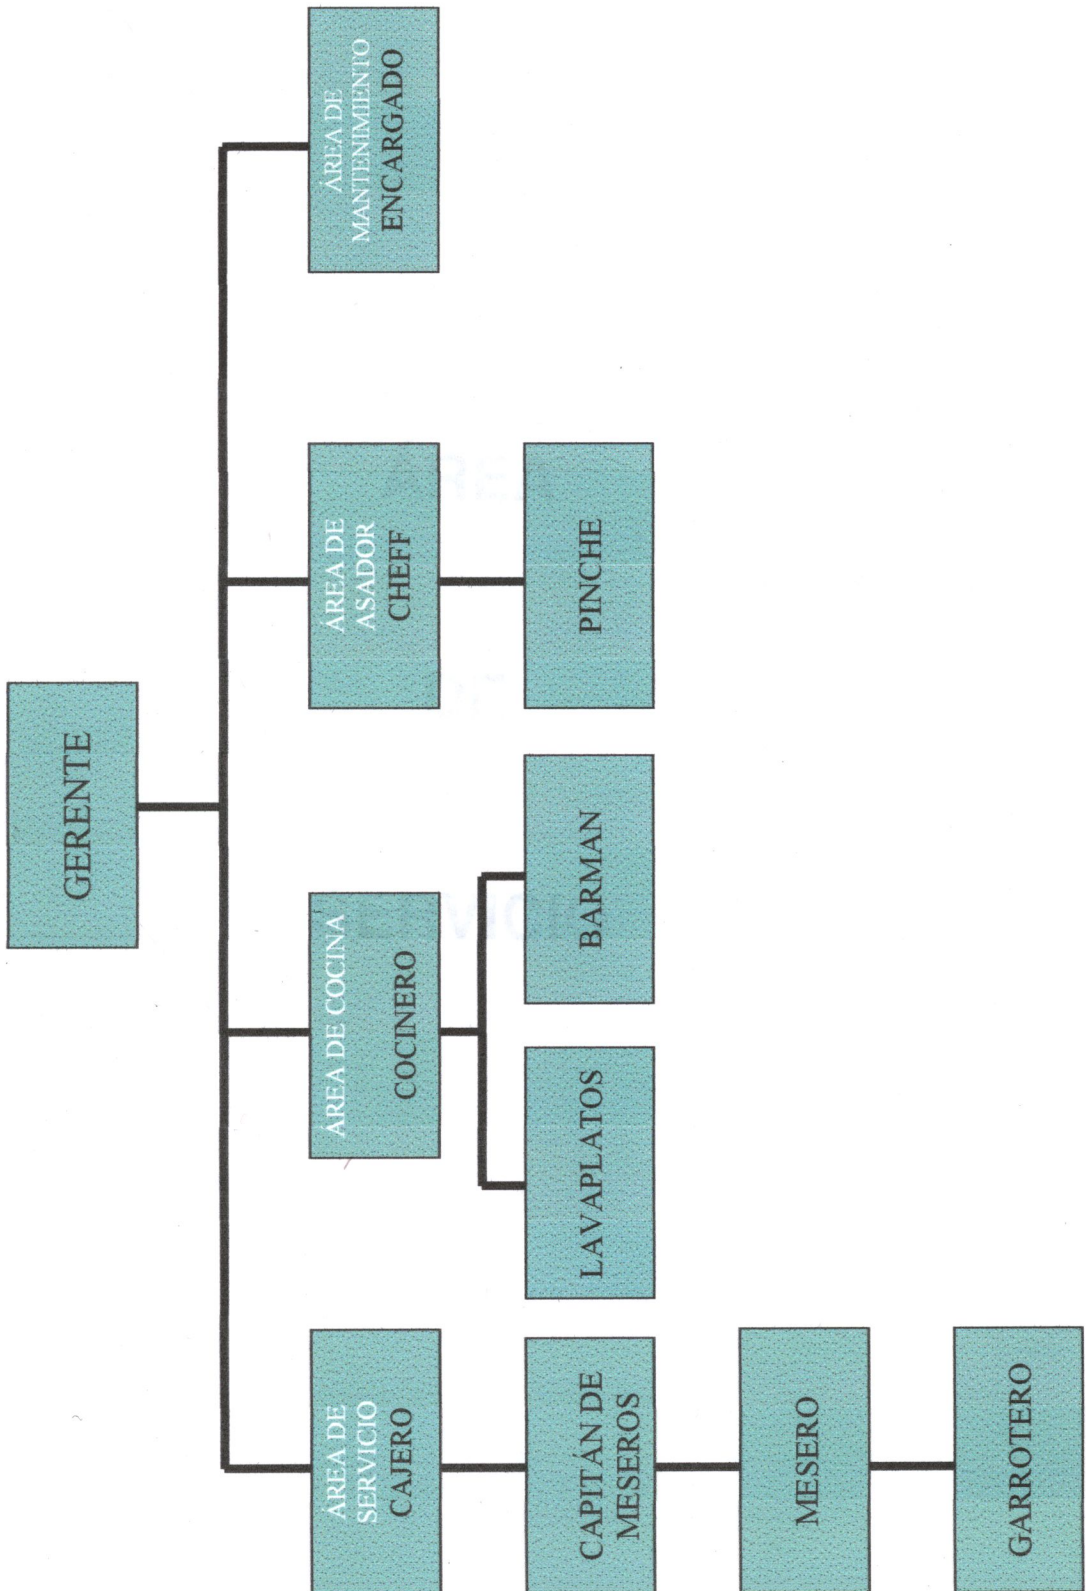 GERENTE
ÁREA DE
SERVICIO
CAJERO
ÁREA DE COCINA
COCINERO
ÁREA DE
ASADOR
CHEFF
ÁREA DE
MANTENIMIENTO
ENCARGADO
CAPITÁN DE
MESEROS
LAVAPLATOS
BARMAN
PINCHE
MESERO
GARROTERO